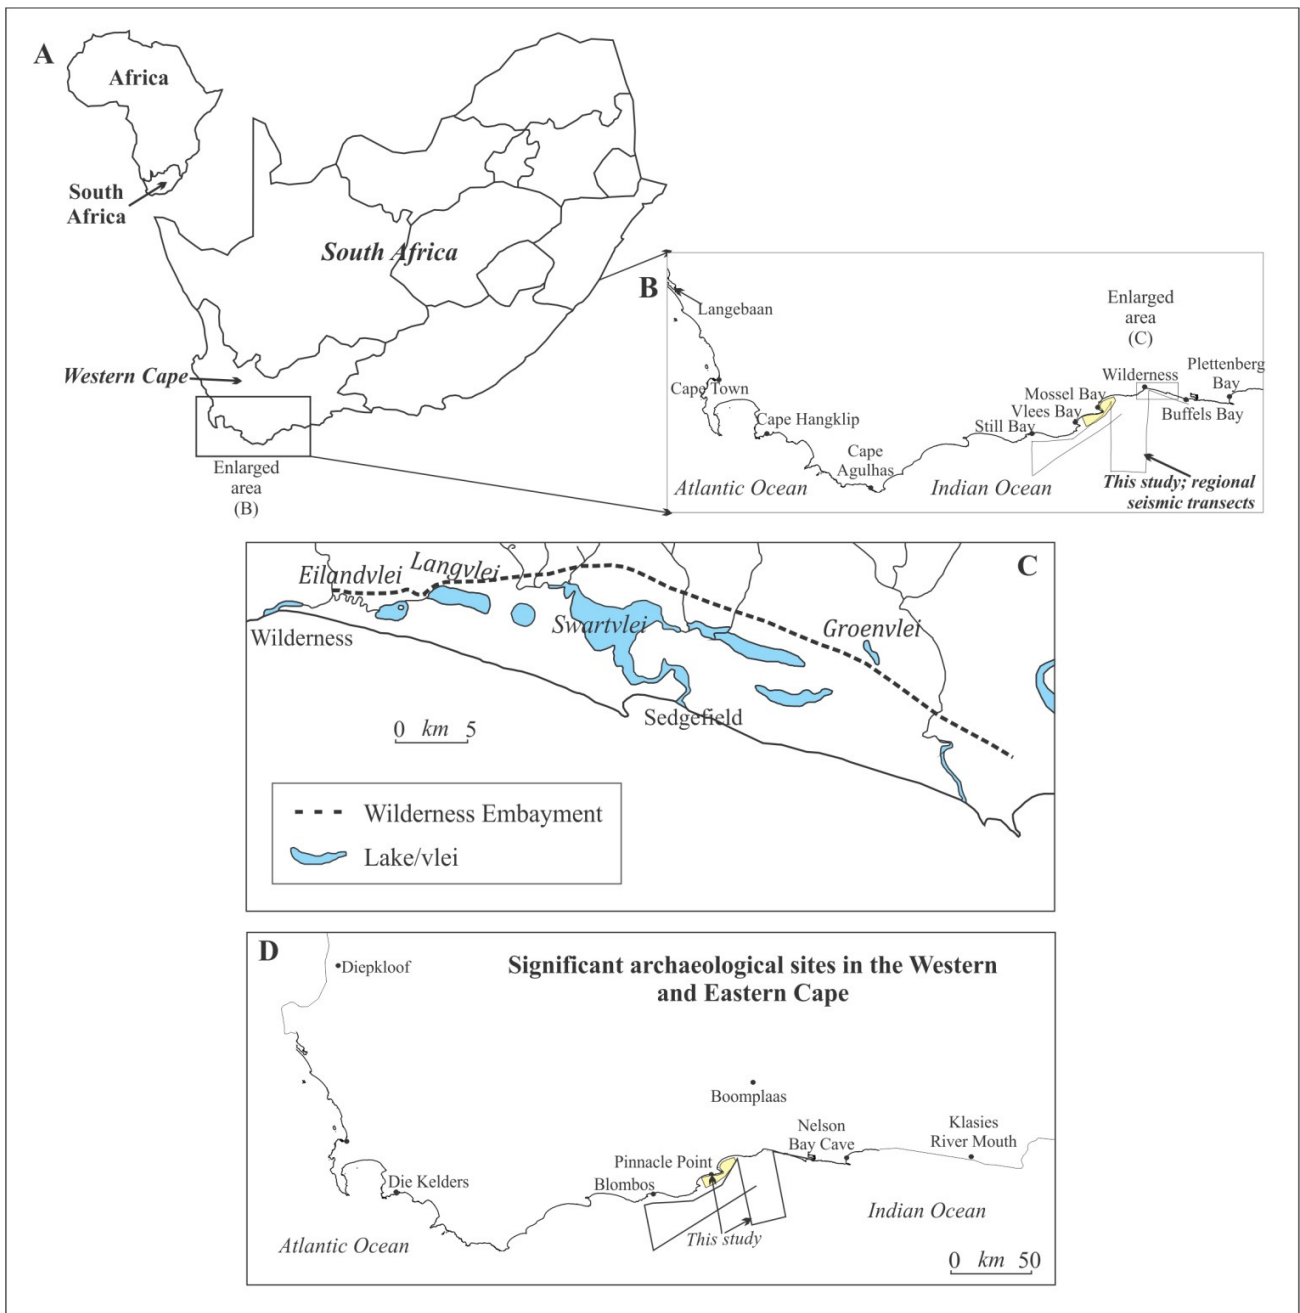 A
Africa
South
Africa
South Africa
Western Cape
Enlarged
area
(B)
B
Langebaan
Cape Town
Cape Hangklip
Cape
Agulhas
Atlantic Ocean
Indian Ocean
Still Bay
Vlees Bay
Mossel Bay
Wilderness
Enlarged
area
(C)
Plettenberg
Bay
Buffels Bay
This study; regional
seismic transects
C
Eilandvlei
Langvlei
Swartvlei
Groenvlei
Wilderness
Sedgefield
0 km 5
Wilderness Embayment
Lake/vlei
D
Significant archaeological sites in the Western
and Eastern Cape
Diepkloof
Boomplaas
Nelson
Bay Cave
Klasies
River Mouth
Pinnacle Point
Blombos
Die Kelders
This study
Atlantic Ocean
Indian Ocean
0 km 50